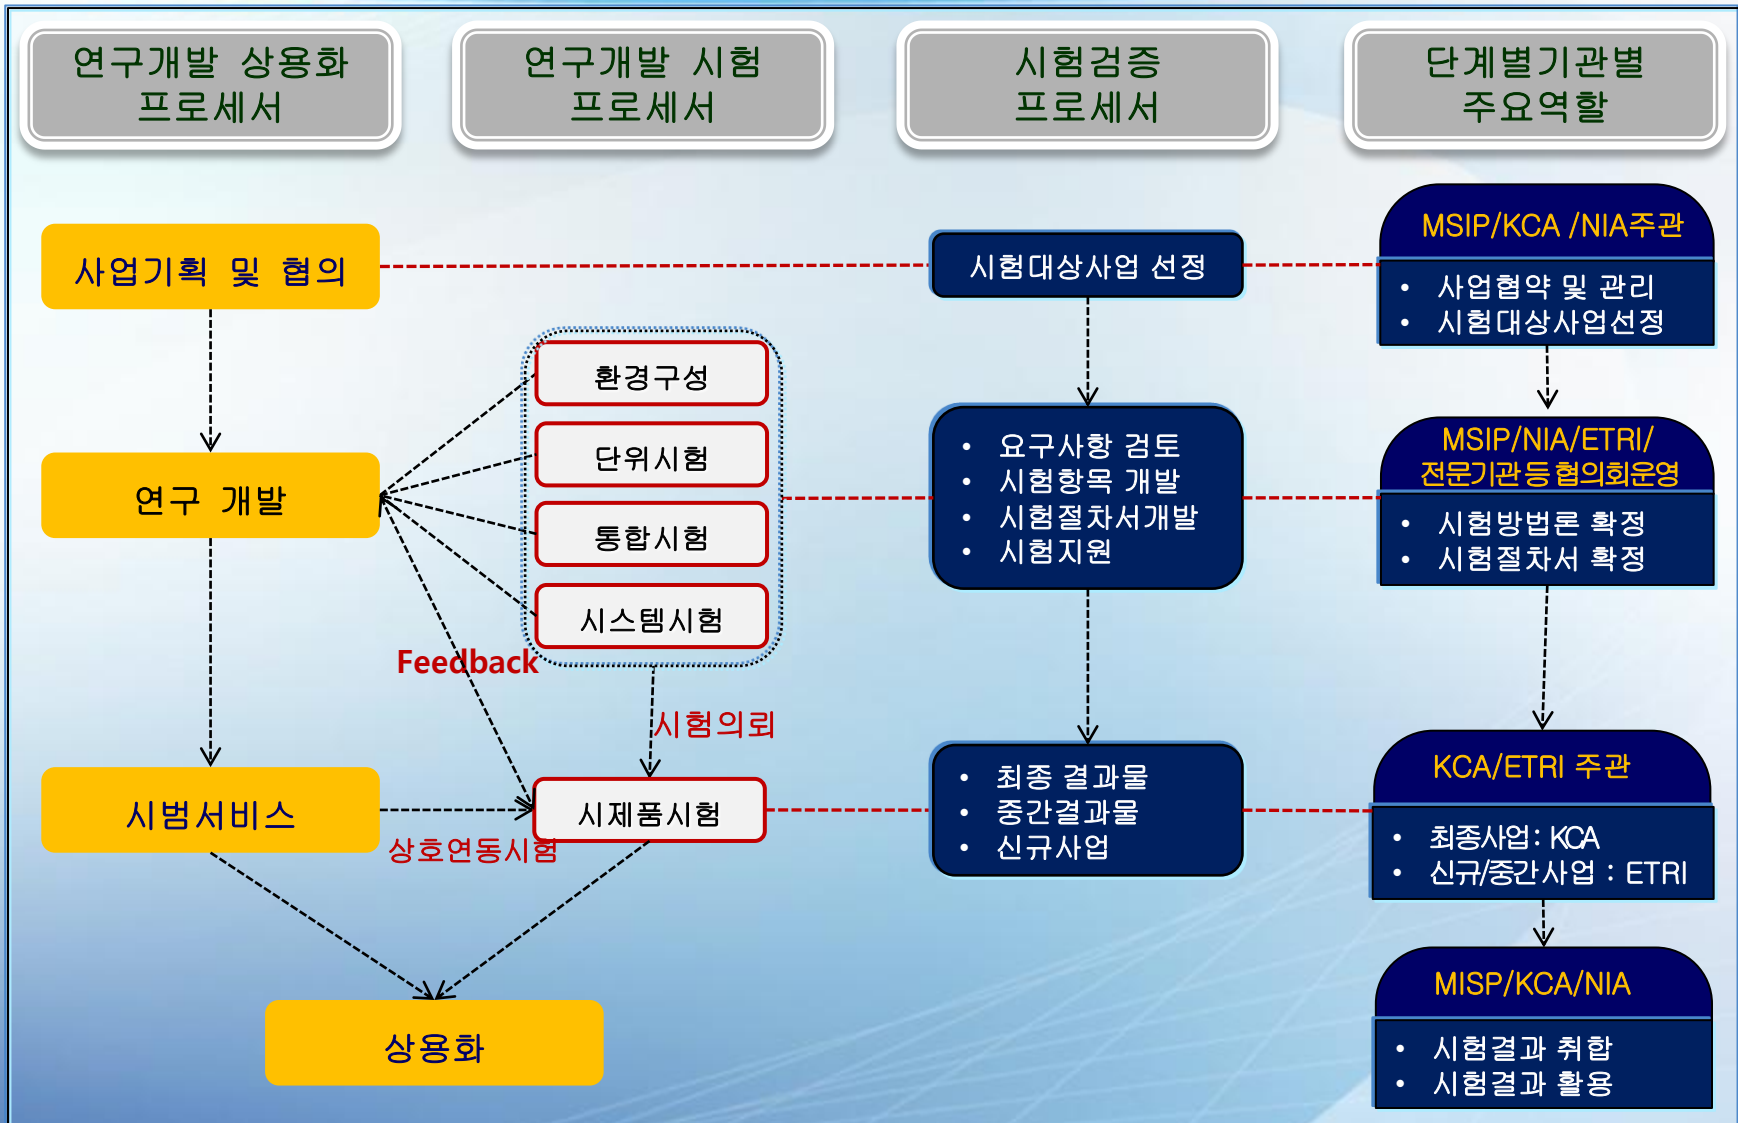 연구개발 상용화
프로세서
연구개발 시험
프로세서
시험검증
프로세서
단계별기관별
주요역할
사업기획 및 협의
시험대상사업 선정
MSIP/KCA /NIA주관
• 사업협약 및 관리
• 시험대상사업선정
환경구성
단위시험
통합시험
시스템시험
연구 개발
• 요구사항 검토
• 시험항목 개발
• 시험절차서개발
• 시험지원
MSIP/NIA/ETRI/
전문기관 등 협의회운영
• 시험방법론 확정
• 시험절차서 확정
Feedback
시험의뢰
시범서비스
상호연동시험
시제품시험
• 최종 결과물
• 중간결과물
• 신규사업
KCA/ETRI 주관
• 최종사업: KCA
• 신규/중간 사업 : ETRI
상용화
MISP/KCA/NIA
• 시험결과 취합
• 시험결과 활용